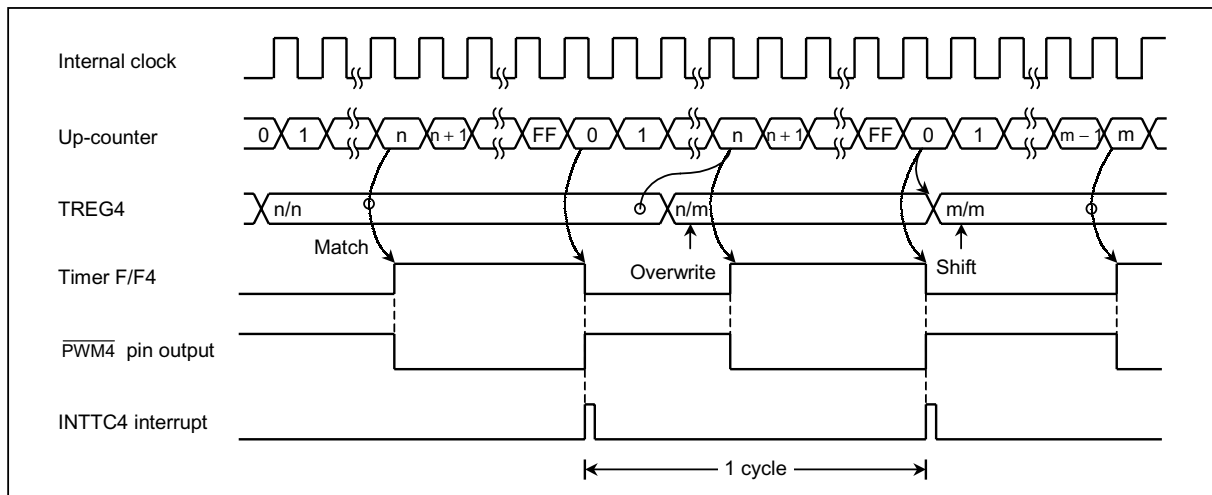 Internal clock
Up-counter 0 1 n n + 1 FF 0 1 n n + 1 FF 0 1 m – 1 m
TREG4 n/n n/m m/m
Match Overwrite Shift
Timer F/F4
PWM4 pin output
INTTC4 interrupt
1 cycle